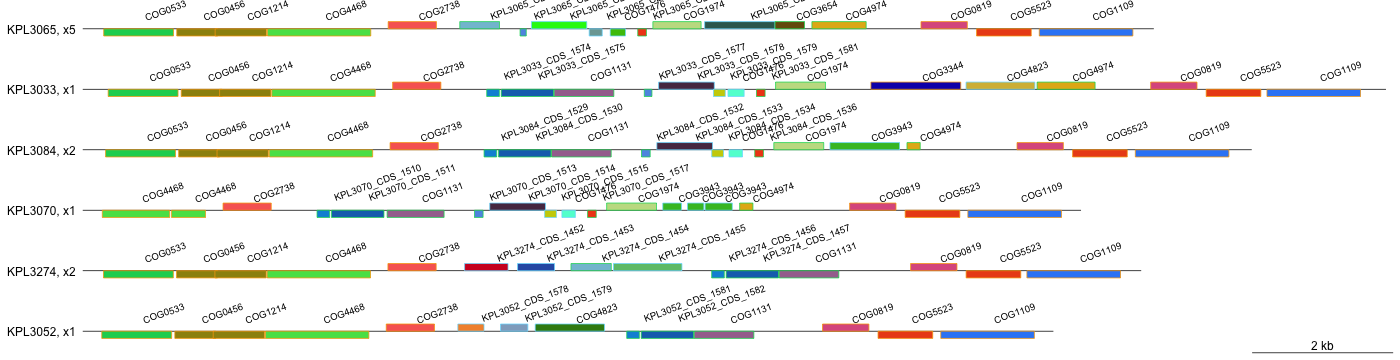 KPL3065, x5 COG0533 COG0456 COG1214 COG4468 COG2738 COG1476 COG1974 COG3654 COG4974 COG0819 COG5523 COG1109
KPL3033, x1 COG0533 COG0456 COG1214 COG4468 COG2738 KPL3033_CDS_1574 KPL3033_CDS_1575 COG1131 KPL3033_CDS_1577 KPL3033_CDS_1578 KPL3033_CDS_1579 COG1476 KPL3033_CDS_1581 COG1974 COG3344 COG4823 COG4974 COG0819 COG5523 COG1109
KPL3084, x2 COG0533 COG0456 COG1214 COG4468 COG2738 KPL3084_CDS_1529 KPL3084_CDS_1530 COG1131 KPL3084_CDS_1532 KPL3084_CDS_1533 KPL3084_CDS_1534 COG1476 KPL3084_CDS_1536 COG1974 COG3943 COG4974 COG0819 COG5523 COG1109
KPL3070, x1 COG4468 COG4468 COG2738 KPL3070_CDS_1510 KPL3070_CDS_1511 COG1131 KPL3070_CDS_1513 KPL3070_CDS_1514 KPL3070_CDS_1515 COG1476 KPL3070_CDS_1517 COG1974 COG3943 COG3943 COG3943 COG4974 COG0819 COG5523 COG1109
KPL3274, x2 COG0533 COG0456 COG1214 COG4468 COG2738 KPL3274_CDS_1452 KPL3274_CDS_1453 KPL3274_CDS_1454 KPL3274_CDS_1455 KPL3274_CDS_1456 KPL3274_CDS_1457 COG1131 COG0819 COG5523 COG1109
KPL3052, x1 COG0533 COG0456 COG1214 COG4468 COG2738 KPL3052_CDS_1578 KPL3052_CDS_1579 COG4823 KPL3052_CDS_1581 KPL3052_CDS_1582 COG1131 COG0819 COG5523 COG1109
2 kb